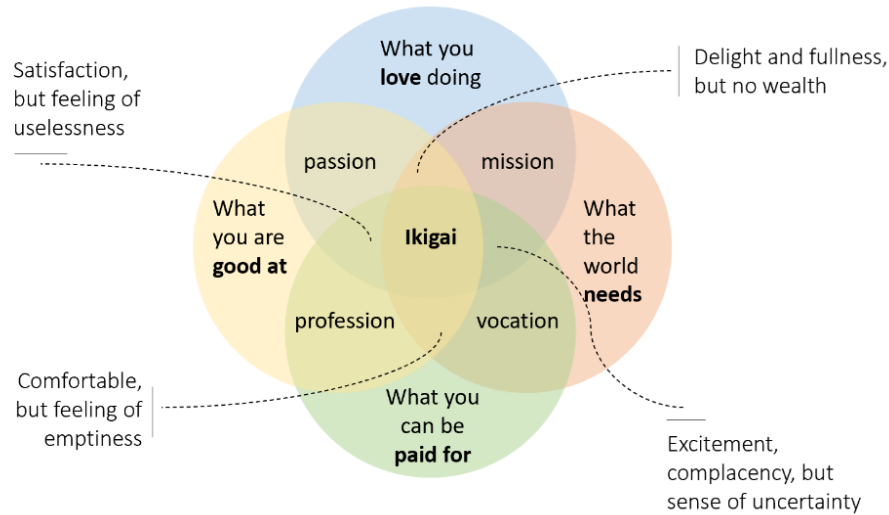 What you
love doing
Delight and fullness,
but no wealth
Satisfaction,
but feeling of
uselessness
passion
mission
What
you are
good at
Ikigai
What
the
world
needs
profession
vocation
Comfortable,
but feeling of
emptiness
What you
can be
paid for
Excitement,
complacency, but
sense of uncertainty